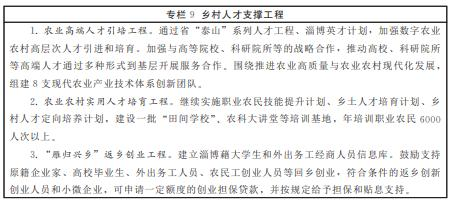 专栏 9 乡村人才支撑工程
1. 农业高端人才引培工程。通过省“泰山”系列人才工程、淄博英才计划，加强数字农业
农村高层次人才引进和培育。加强与高等院校、科研院所等的战略合作，推动高校、科研院所
等高端人才通过多种形式到基层开展服务合作。围绕推进农业高质量与农业农村现代化发展，
组建 8 支现代农业产业技术体系创新团队。
2. 农业农村实用人才培育工程。继续实施职业农民技能提升计划、乡土人才培育计划、乡
村人才定向培养计划，建设一批“田间学校”、农科大讲堂等培训基地，年培训职业农民 6000
人次以上。
3. “雁归兴乡”返乡创业工程。建立淄博籍大学生和外出务工经商人员信息库。鼓励支持
原籍企业家、高校毕业生、外出务工人员、农民工创业人员等回乡创业，符合条件的返乡创新
创业人员和小微企业，可申请一定额度的创业担保贷款，并按规定给予担保和贴息支持。